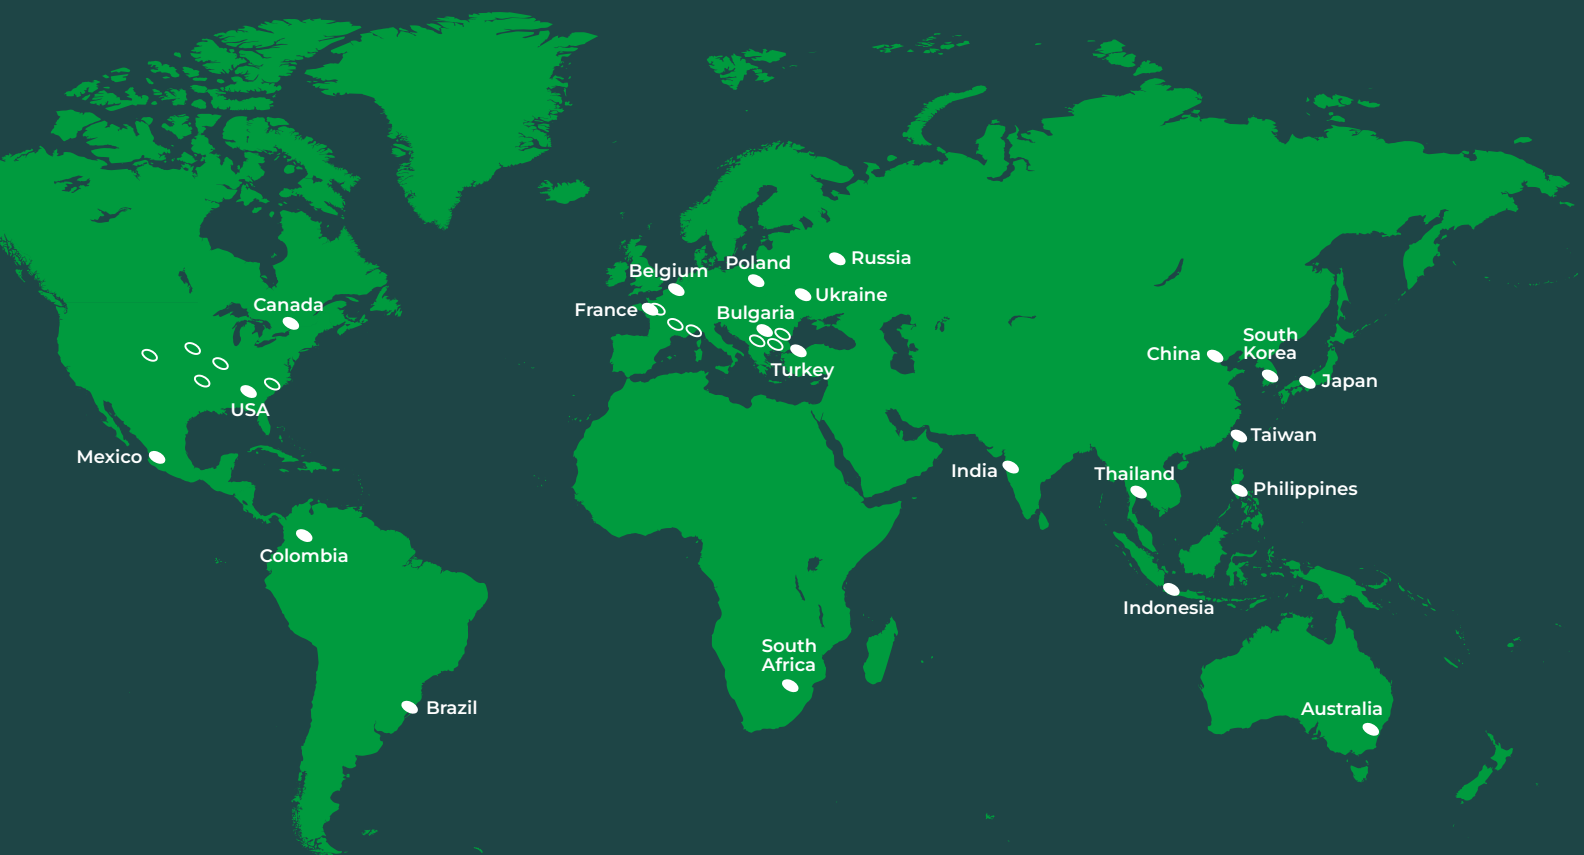 Russia
Poland
Belgium
Ukraine
Canada
France
Bulgaria
South
Korea
China
Turkey
Japan
USA
Taiwan
Mexico
India
Thailand
Philippines
Colombia
Indonesia
South
Africa
Brazil
Australia